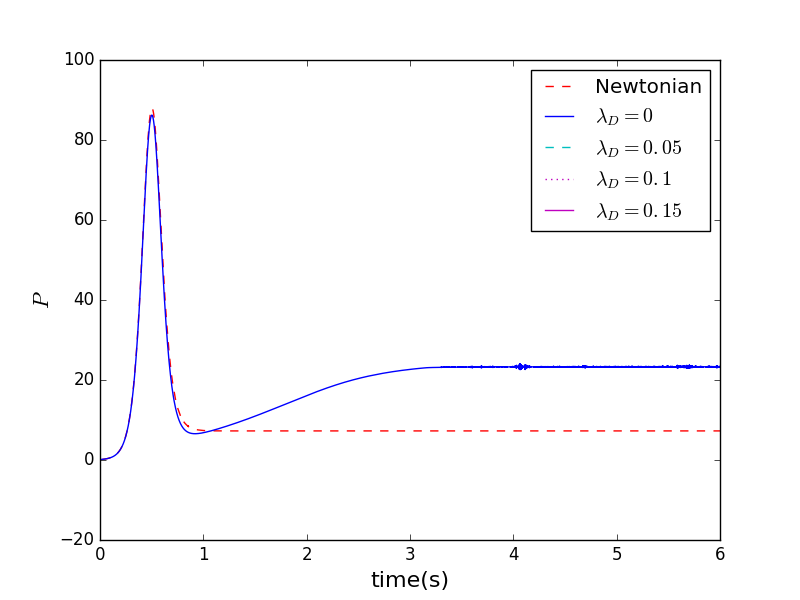 100
80
60
40
20
0
−20
P
0 1 2 3 4 5 6
time(s)
Newtonian
λ_D = 0
λ_D = 0.05
λ_D = 0.1
λ_D = 0.15